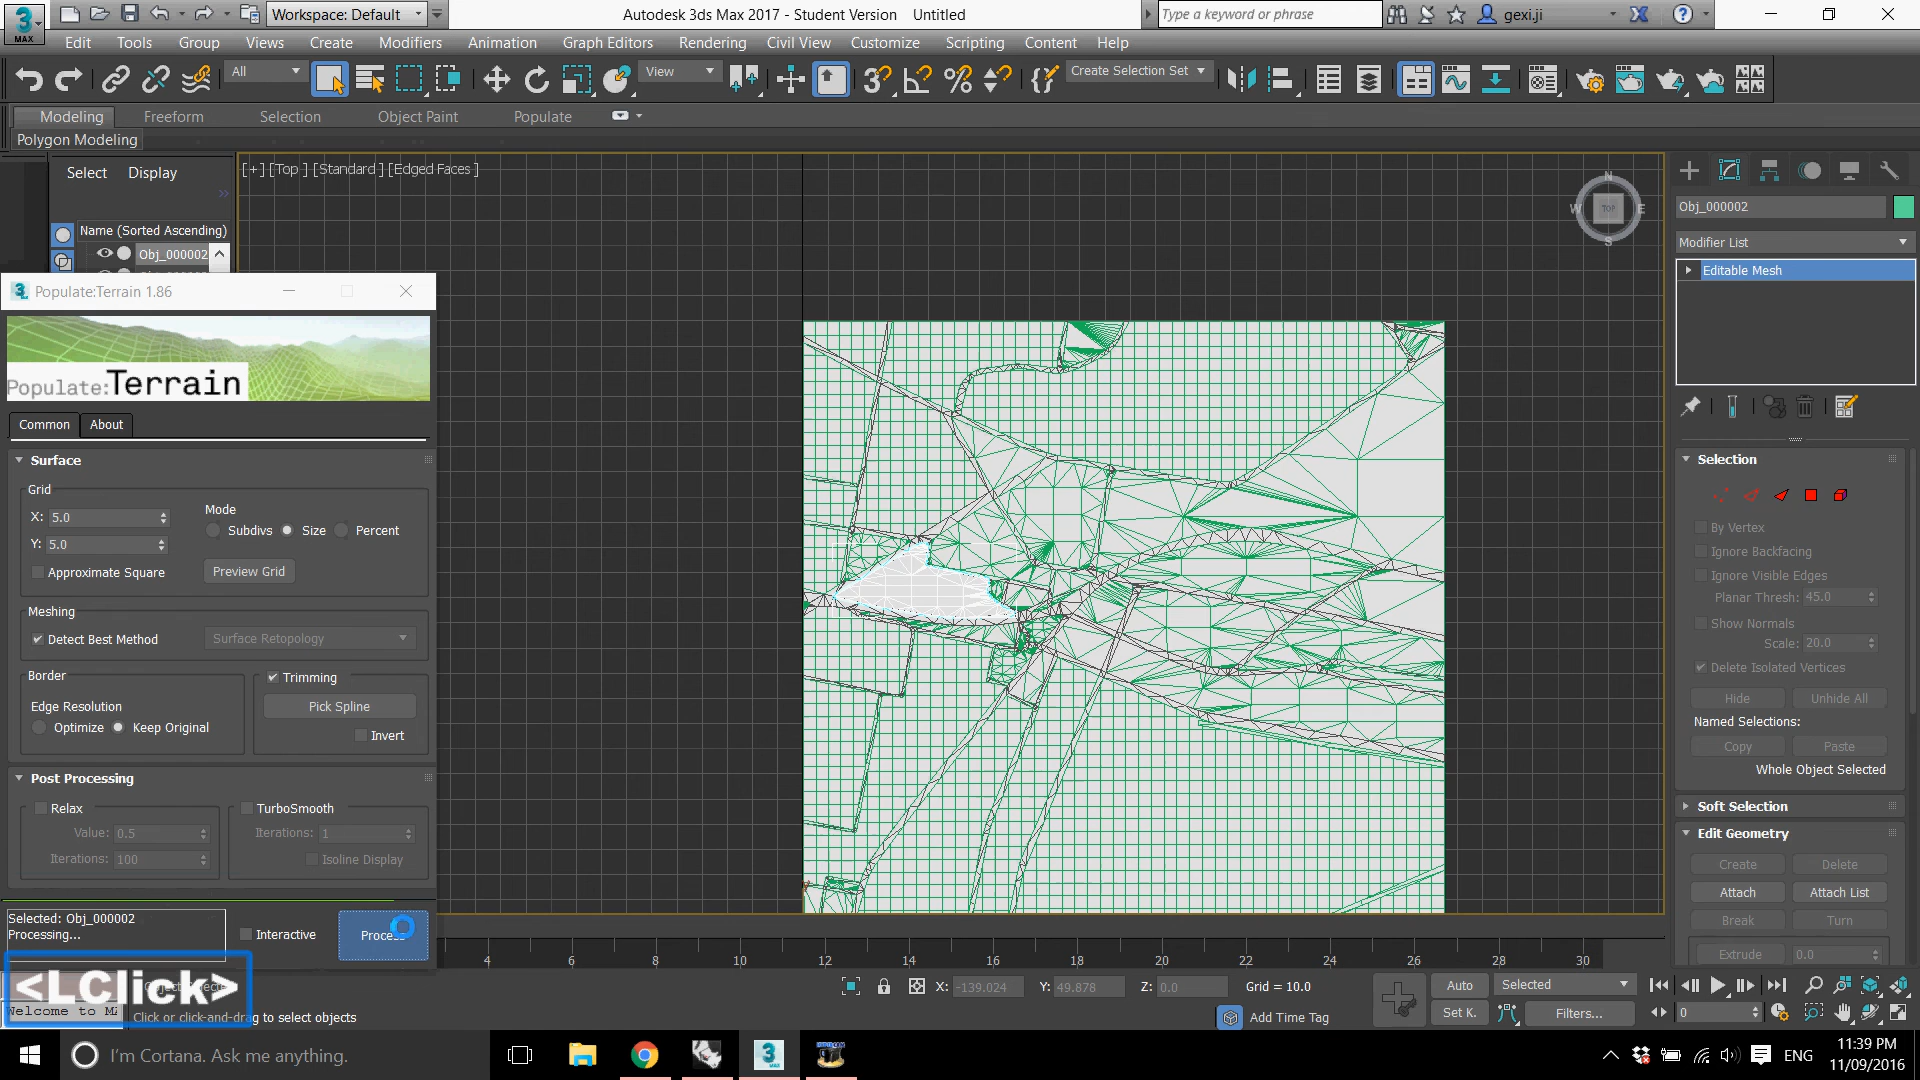 3
MAX
Workspace: Default
Autodesk 3ds Max 2017 - Student Version Untitled
Type a keyword or phrase
gexi.ji
Edit Tools Group Views Create Modifiers Animation Graph Editors Rendering Civil View Customize Scripting Content Help
All
View
Create Selection Set
Modeling Freeform Selection Object Paint Populate
Polygon Modeling
Select Display
[+] [Top ] [Standard ] [Edged Faces ]
Name (Sorted Ascending)
Obj_000002
N
W TOP E
S
Obj_000002
Modifier List
Editable Mesh
Populate:Terrain 1.86
Populate:Terrain
Common About
Surface
Grid
X: 5.0
Y: 5.0
Mode
Subdivs Size Percent
Approximate Square
Preview Grid
Meshing
Detect Best Method
Surface Retopology
Border
Edge Resolution
Optimize Keep Original
Trimming
Pick Spline
Invert
Post Processing
Relax
Value: 0.5
Iterations: 100
TurboSmooth
Iterations: 1
Isoline Display
Selected: Obj_000002
Processing...
Interactive
Process
<LClick>
Welcome to
Click or click-and-drag to select objects
Selection
By Vertex
Ignore Backfacing
Ignore Visible Edges
Planar Thresh: 45.0
Show Normals
Scale: 20.0
Delete Isolated Vertices
Hide Unhide All
Named Selections:
Copy Paste
Whole Object Selected
Soft Selection
Edit Geometry
Create Delete
Attach Attach List
Break Turn
Extrude 0.0
4 6 8 10 12 14 16 18 20 22 24 26 28 30
X: -139.024 Y: 49.878 Z: 0.0 Grid = 10.0
Add Time Tag
Auto Selected
Set K. Filters...
0
I'm Cortana. Ask me anything.
ENG
11:39 PM
11/09/2016